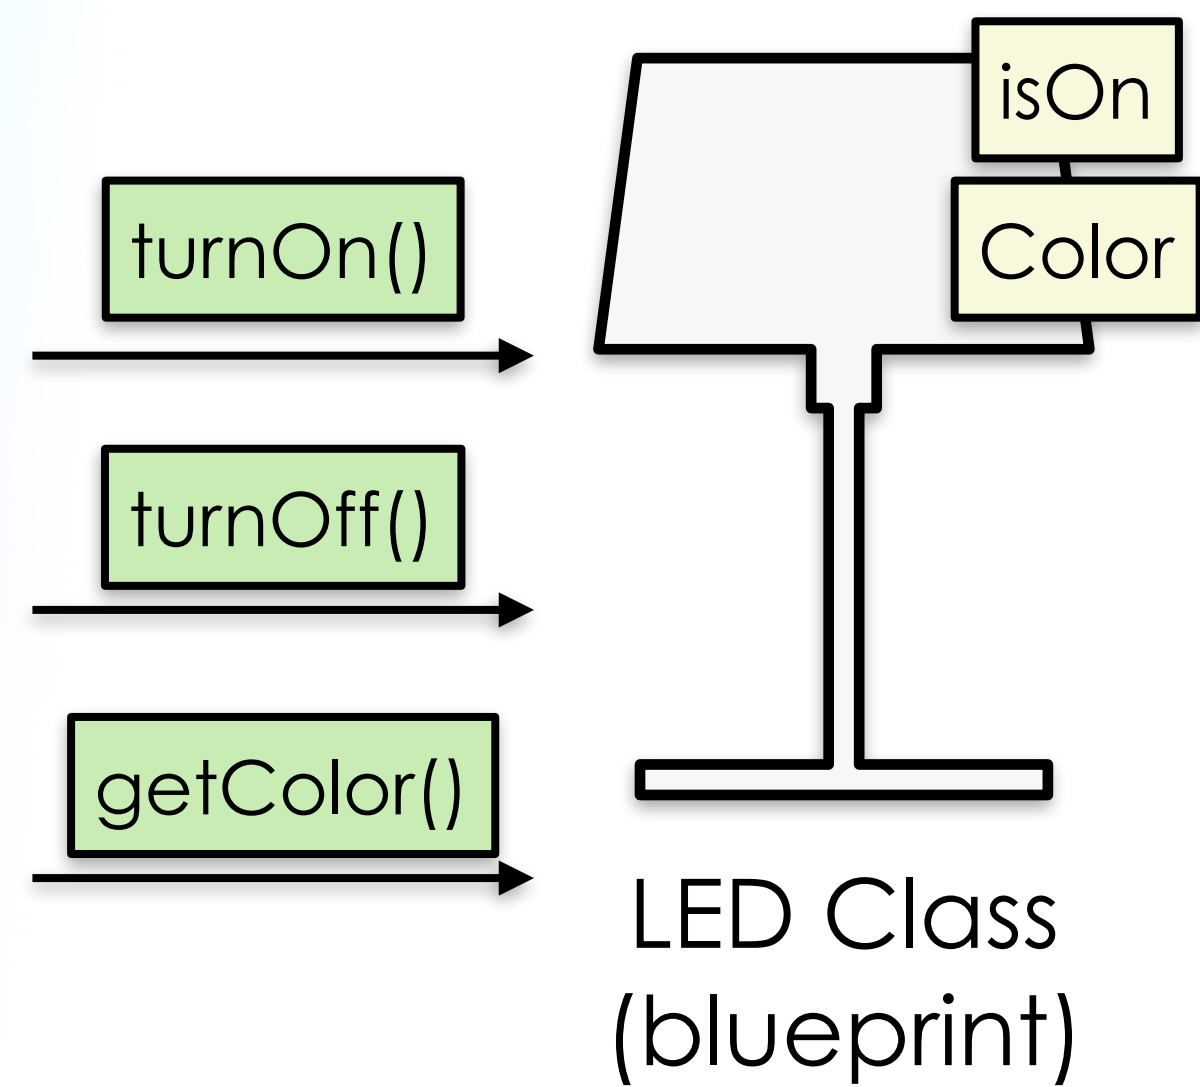 isOn
Color
turnOn()
turnOff()
getColor()
LED Class
(blueprint)